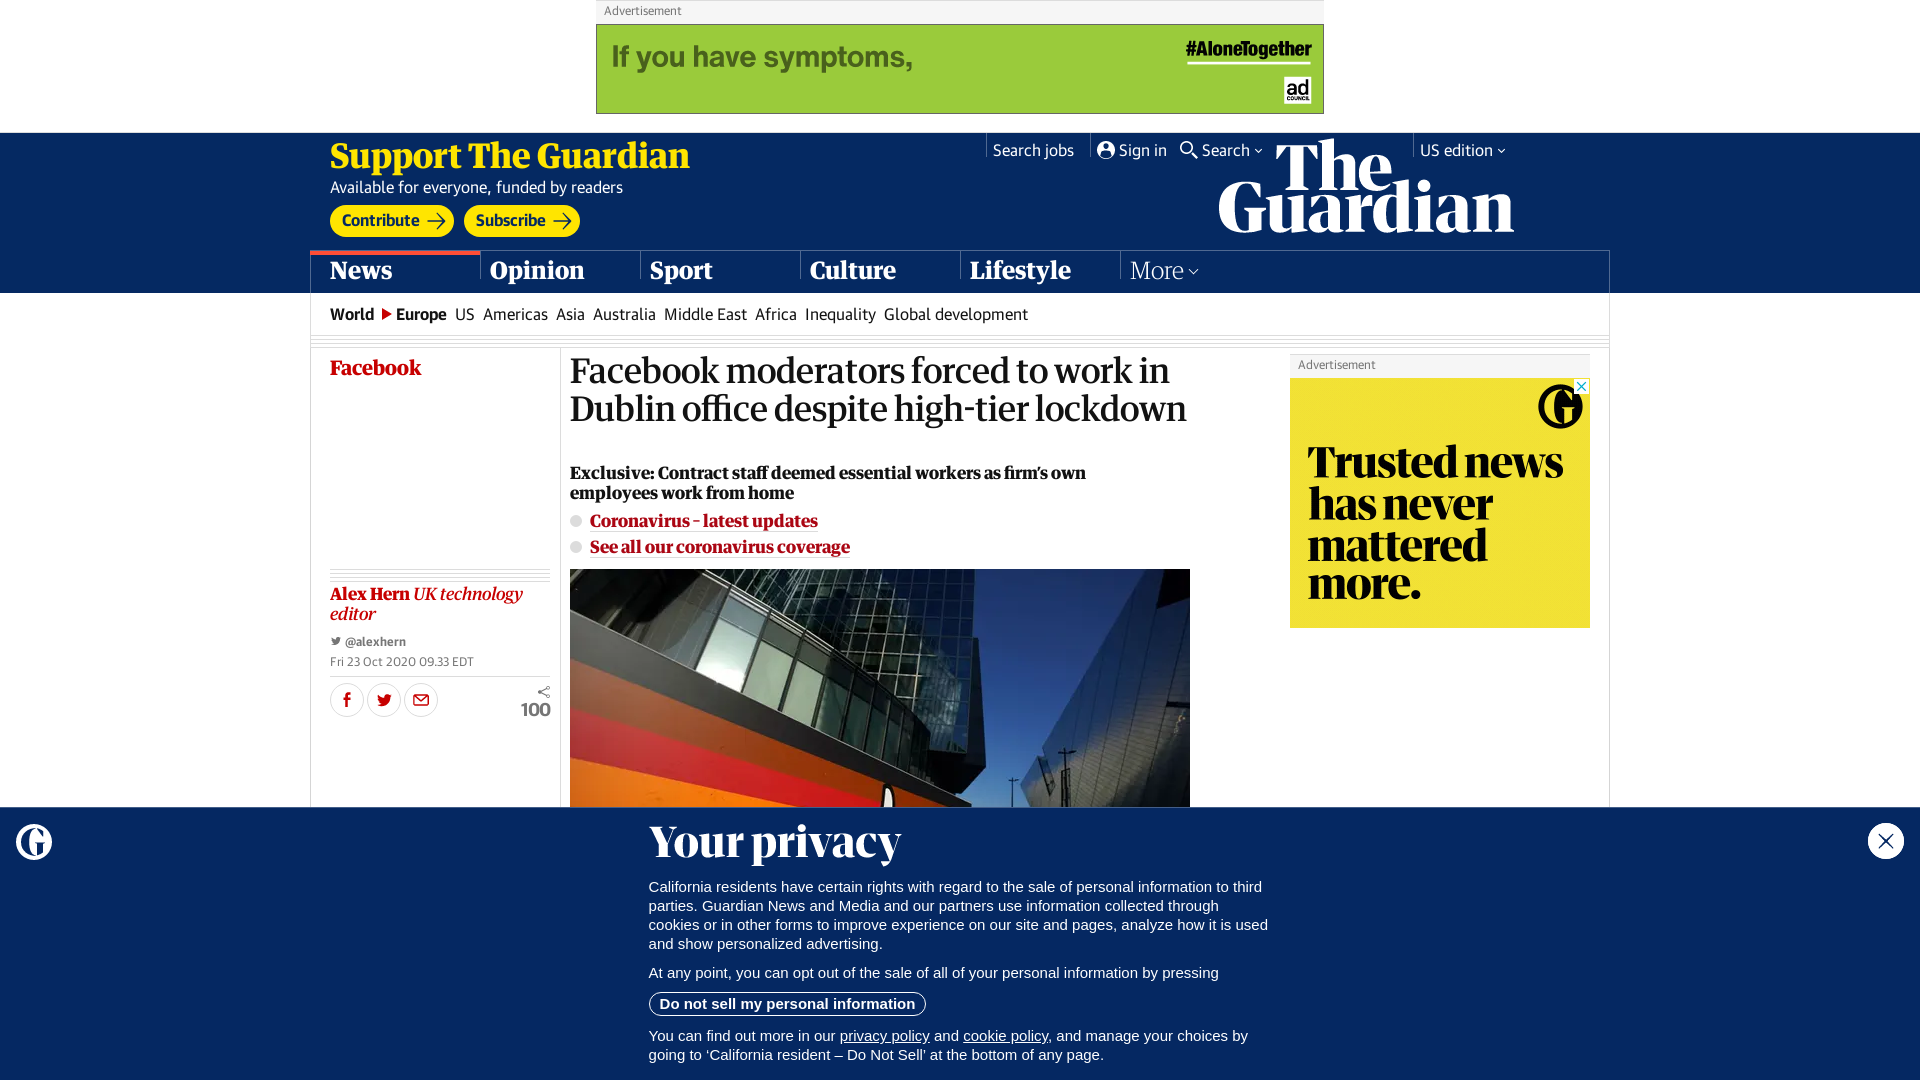 Advertisement
If you have symptoms,
#AloneTogether
ad
COUNCIL
Support The Guardian
Available for everyone, funded by readers
Contribute
Subscribe
Search jobs
Sign in
Search
US edition
The
Guardian
News
Opinion
Sport
Culture
Lifestyle
More
World
Europe
US
Americas
Asia
Australia
Middle East
Africa
Inequality
Global development
Facebook
Facebook moderators forced to work in
Dublin office despite high-tier lockdown
Exclusive: Contract staff deemed essential workers as firm’s own
employees work from home
Coronavirus – latest updates
See all our coronavirus coverage
Alex Hern UK technology
editor
@alexhern
Fri 23 Oct 2020 09.33 EDT
100
Advertisement
G
Trusted news
has never
mattered
more.
G
Your privacy
California residents have certain rights with regard to the sale of personal information to third
parties. Guardian News and Media and our partners use information collected through
cookies or in other forms to improve experience on our site and pages, analyze how it is used
and show personalized advertising.
At any point, you can opt out of the sale of all of your personal information by pressing
Do not sell my personal information
You can find out more in our privacy policy and cookie policy, and manage your choices by
going to ‘California resident – Do Not Sell’ at the bottom of any page.